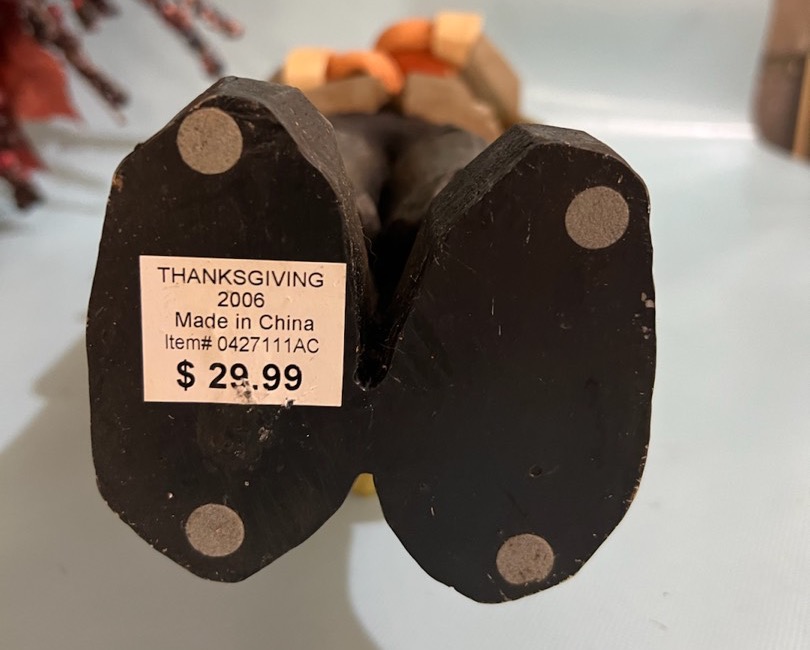 THANKSGIVING
2006
Made in China
Item# 0427111AC
$ 29.99